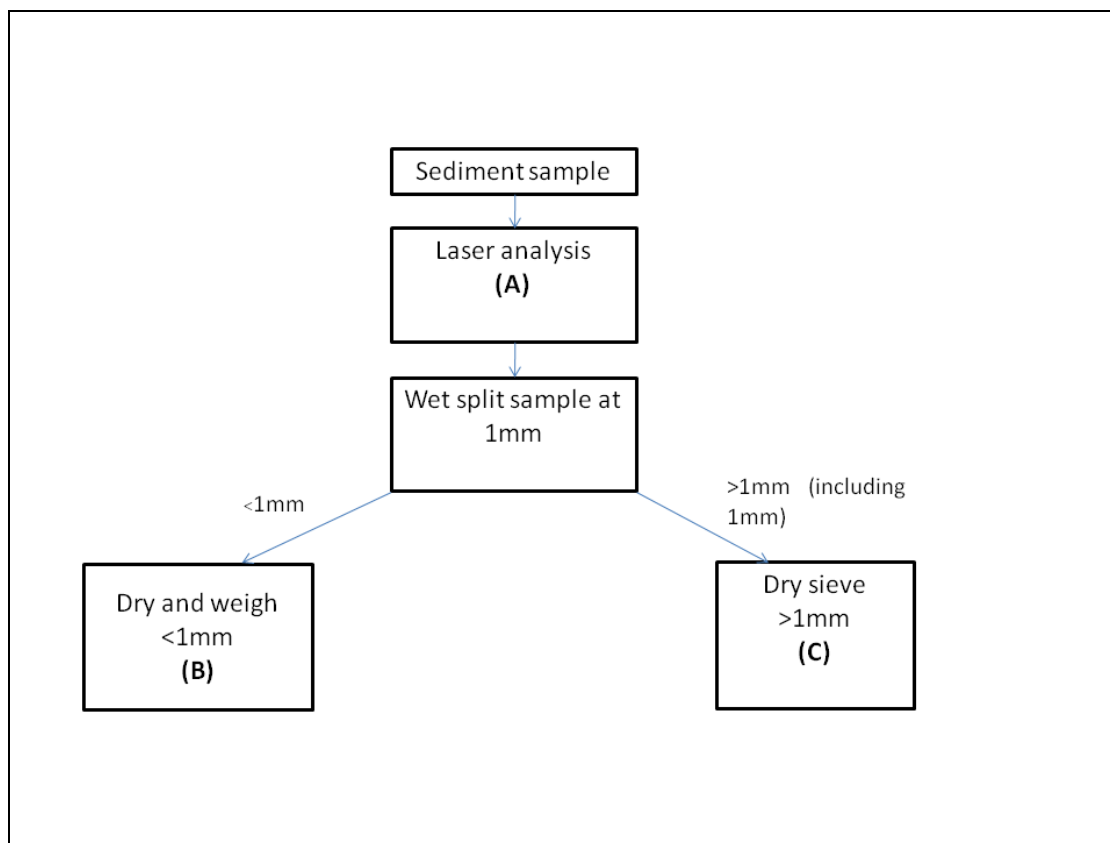 Sediment sample
Laser analysis
(A)
Wet split sample at
1mm
<1mm
>1mm (including
1mm)
Dry and weigh
<1mm
(B)
Dry sieve
>1mm
(C)